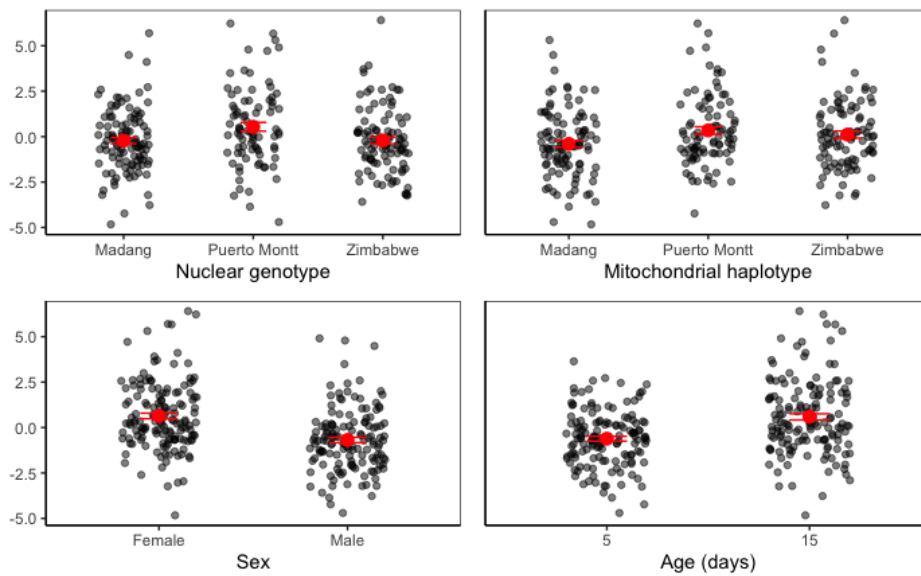 5.0
2.5
0.0
-2.5
-5.0
Madang Puerto Montt Zimbabwe
Nuclear genotype
Madang Puerto Montt Zimbabwe
Mitochondrial haplotype
5.0
2.5
0.0
-2.5
-5.0
Female Male
Sex
5 15
Age (days)